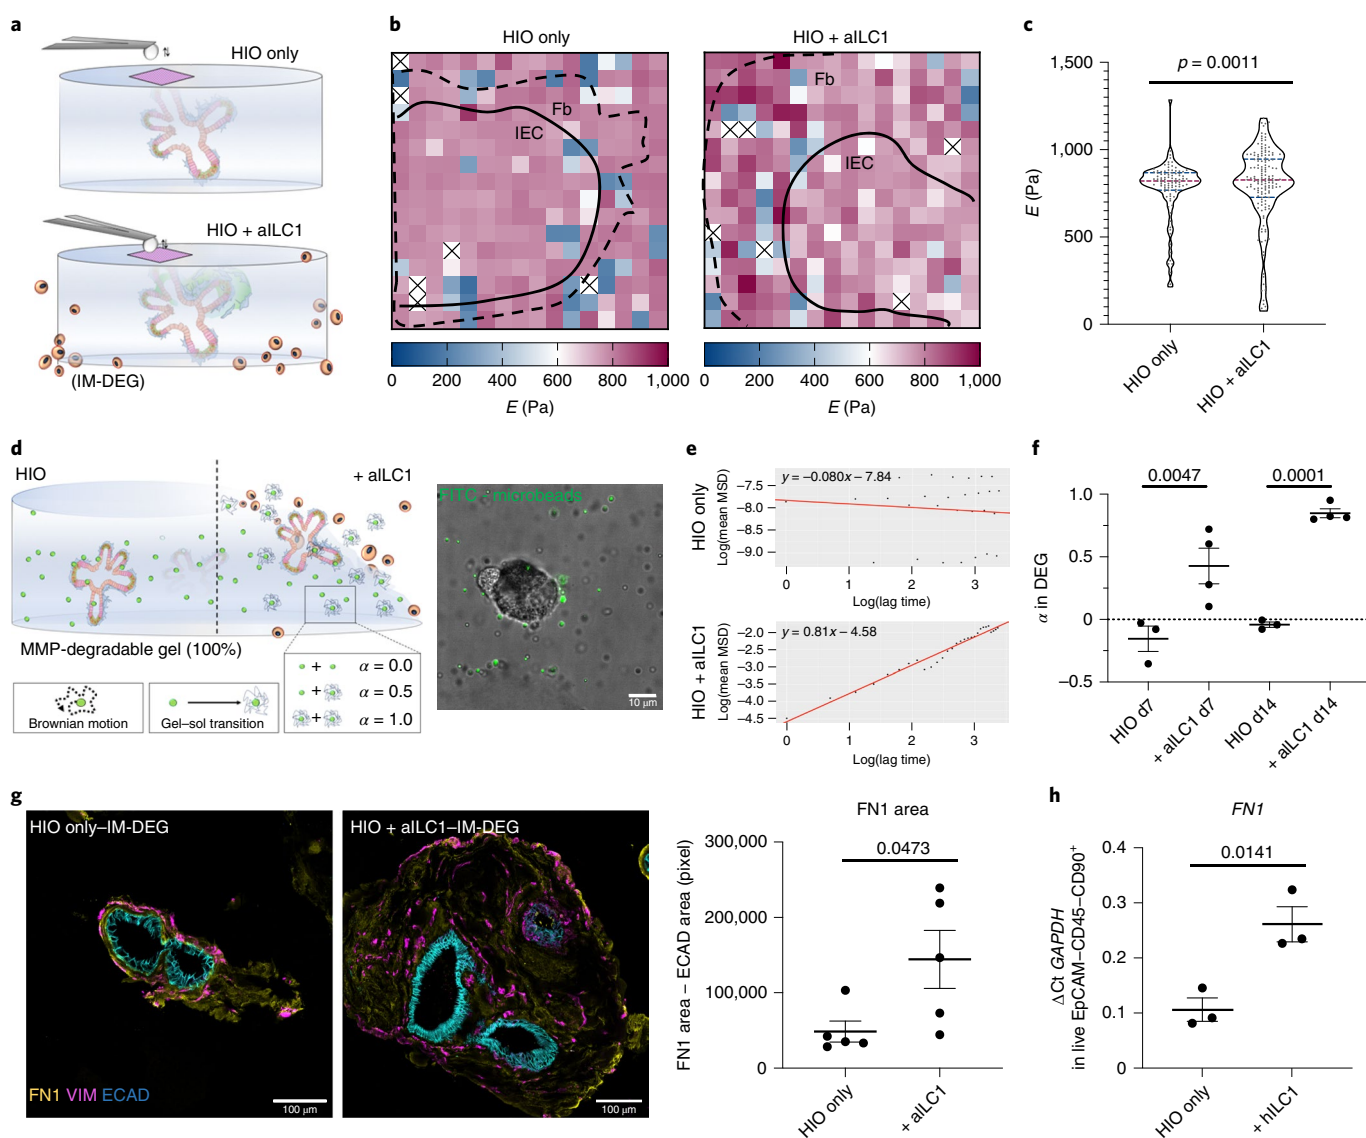 a
HIO only
HIO + aILC1
(IM-DEG)
b
HIO only
Fb
IEC
0 200 400 600 800 1,000
E (Pa)
HIO + aILC1
Fb
IEC
0 200 400 600 800 1,000
E (Pa)
c
p = 0.0011
1,500
1,000
500
0
E (Pa)
HIO only
HIO + aILC1
d
HIO
+ aILC1
MMP-degradable gel (100%)
Brownian motion
Gel–sol transition
+ α = 0.0
+ α = 0.5
+ α = 1.0
FITC - microbeads
10 μm
e
HIO only
Log(mean MSD)
y = –0.080x – 7.84
–7.5
–8.0
–8.5
–9.0
0 1 2 3
Log(lag time)
HIO + aILC1
Log(mean MSD)
y = 0.81x – 4.58
–2.0
–2.5
–3.0
–3.5
–4.0
–4.5
0 1 2 3
Log(lag time)
f
0.0047
0.0001
1.0
0.5
0
–0.5
α in DEG
HIO d7
+ aILC1 d7
HIO d14
+ aILC1 d14
g
HIO only–IM-DEG
FN1 VIM ECAD
100 μm
HIO + aILC1–IM-DEG
100 μm
FN1 area
0.0473
300,000
200,000
100,000
0
FN1 area – ECAD area (pixel)
HIO only
+ aILC1
h
FN1
0.0141
0.4
0.3
0.2
0.1
0
ΔCt GAPDH
in live EpCAM–CD45–CD90⁺
HIO only
+ hILC1